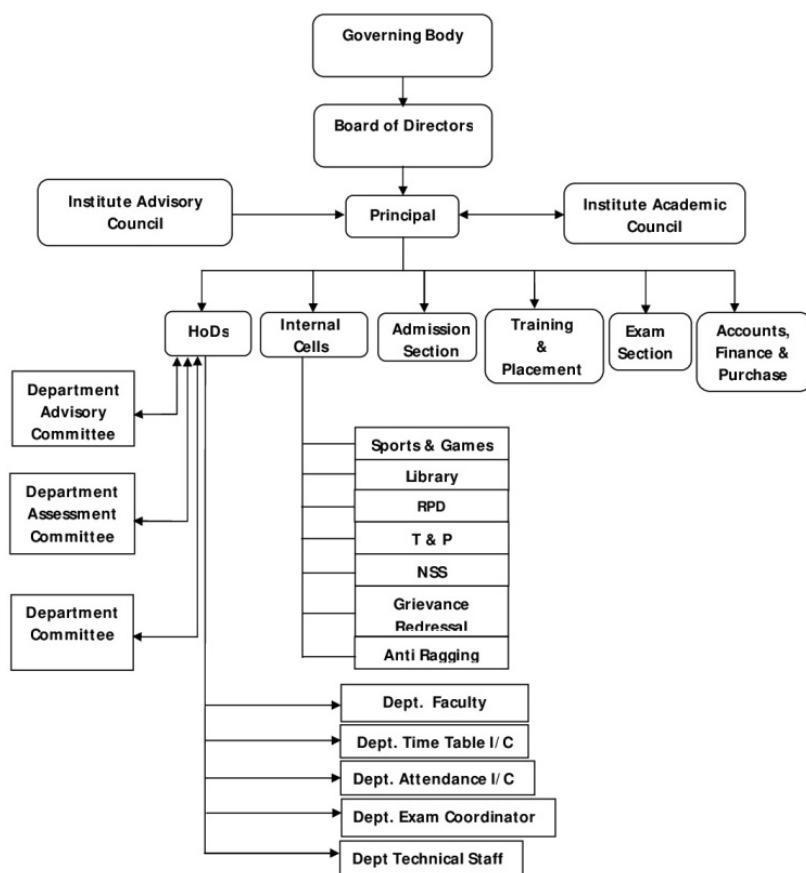 Governing Body
Board of Directors
Institute Advisory
Council
Principal
Institute Academic
Council
HoDs
Internal
Cells
Admission
Section
Training
&
Placement
Exam
Section
Accounts,
Finance &
Purchase
Department
Advisory
Committee
Department
Assessment
Committee
Department
Committee
Sports & Games
Library
RPD
T & P
NSS
Grievance
Redressal
Anti Ragging
Dept. Faculty
Dept. Time Table I/ C
Dept. Attendance I/ C
Dept. Exam Coordinator
Dept Technical Staff